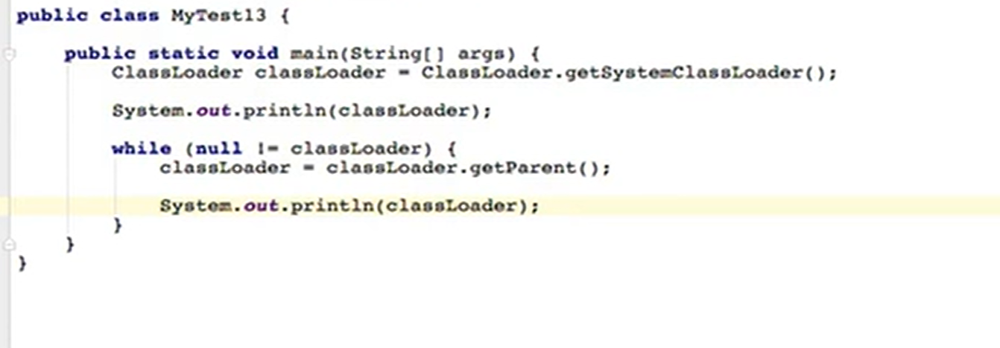 public class MyTest13 {
public static void main(String[] args) {
ClassLoader classLoader = ClassLoader.getSystemClassLoader();
System.out.println(classLoader);
while (null != classLoader) {
classLoader = classLoader.getParent();
System.out.println(classLoader);
}
}
}